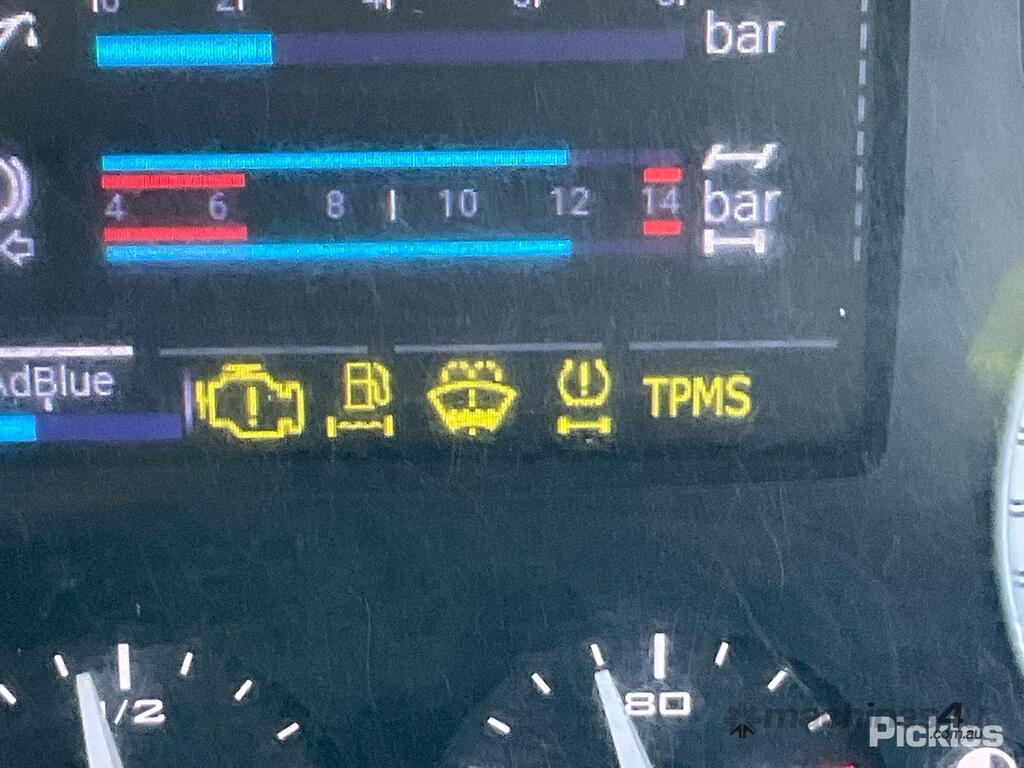 bar
4 6 8 10 12 14 bar
AdBlue
TPMS
1/2
80
machines4u
.com.au
Pickles